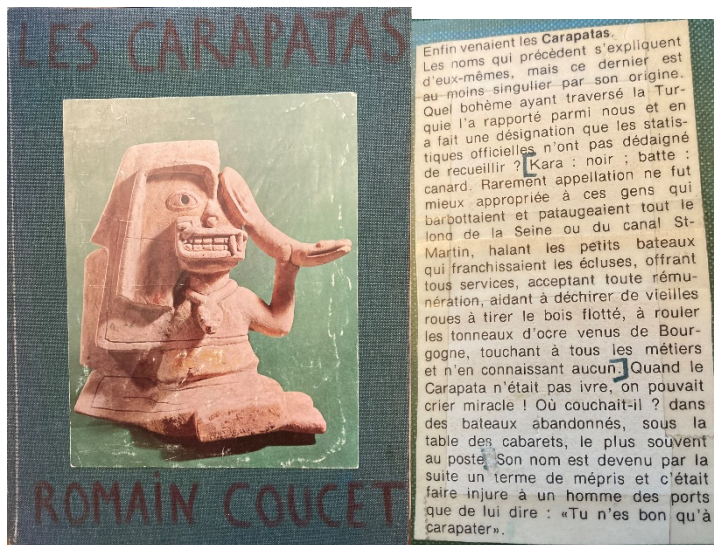 LES CARAPATAS
ROMAIN COUCET
Enfin venaient les Carapatas.
Les noms qui précèdent s'expliquent
d'eux-mêmes, mais ce dernier est
au moins singulier par son origine.
Quel bohème ayant traversé la Tur-
quie l'a rapporté parmi nous et en
a fait une désignation que les statis-
tiques officielles n'ont pas dédaigné
de recueillir ? [Kara : noir ; batte :
canard. Rarement appellation ne fut
mieux appropriée à ces gens qui
barbottaient et pataugeaient tout le
long de la Seine ou du canal St-
Martin, halant les petits bateaux
qui franchissaient les écluses, offrant
tous services, acceptant toute rému-
nération, aidant à déchirer de vieilles
roues à tirer le bois flotté, à rouler
les tonneaux d'ocre venus de Bour-
gogne, touchant à tous les métiers
et n'en connaissant aucun.] Quand le
Carapata n'était pas ivre, on pouvait
crier miracle ! Où couchait-il ? dans
des bateaux abandonnés, sous la
table des cabarets, le plus souvent
au poste. Son nom est devenu par la
suite un terme de mépris et c'était
faire injure à un homme des ports
que de lui dire : «Tu n'es bon qu'à
carapater».